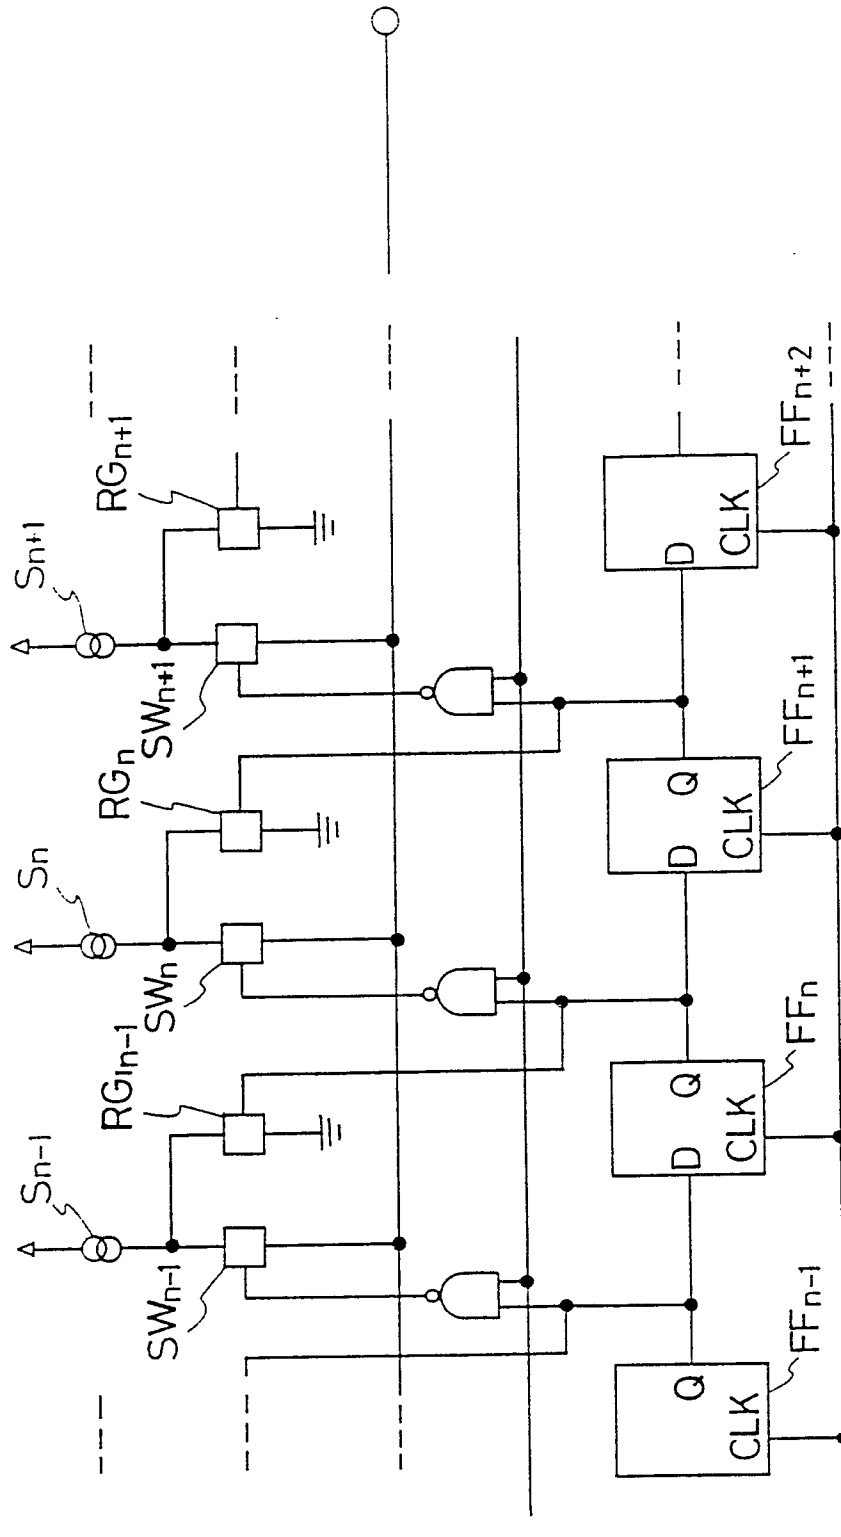 Sn-1
Sn
Sn+1
RG1n-1
RGn
RGn+1
SWn-1
SWn
SWn+1
Q
CLK
FFn-1
D
Q
CLK
FFn
D
Q
CLK
FFn+1
D
CLK
FFn+2